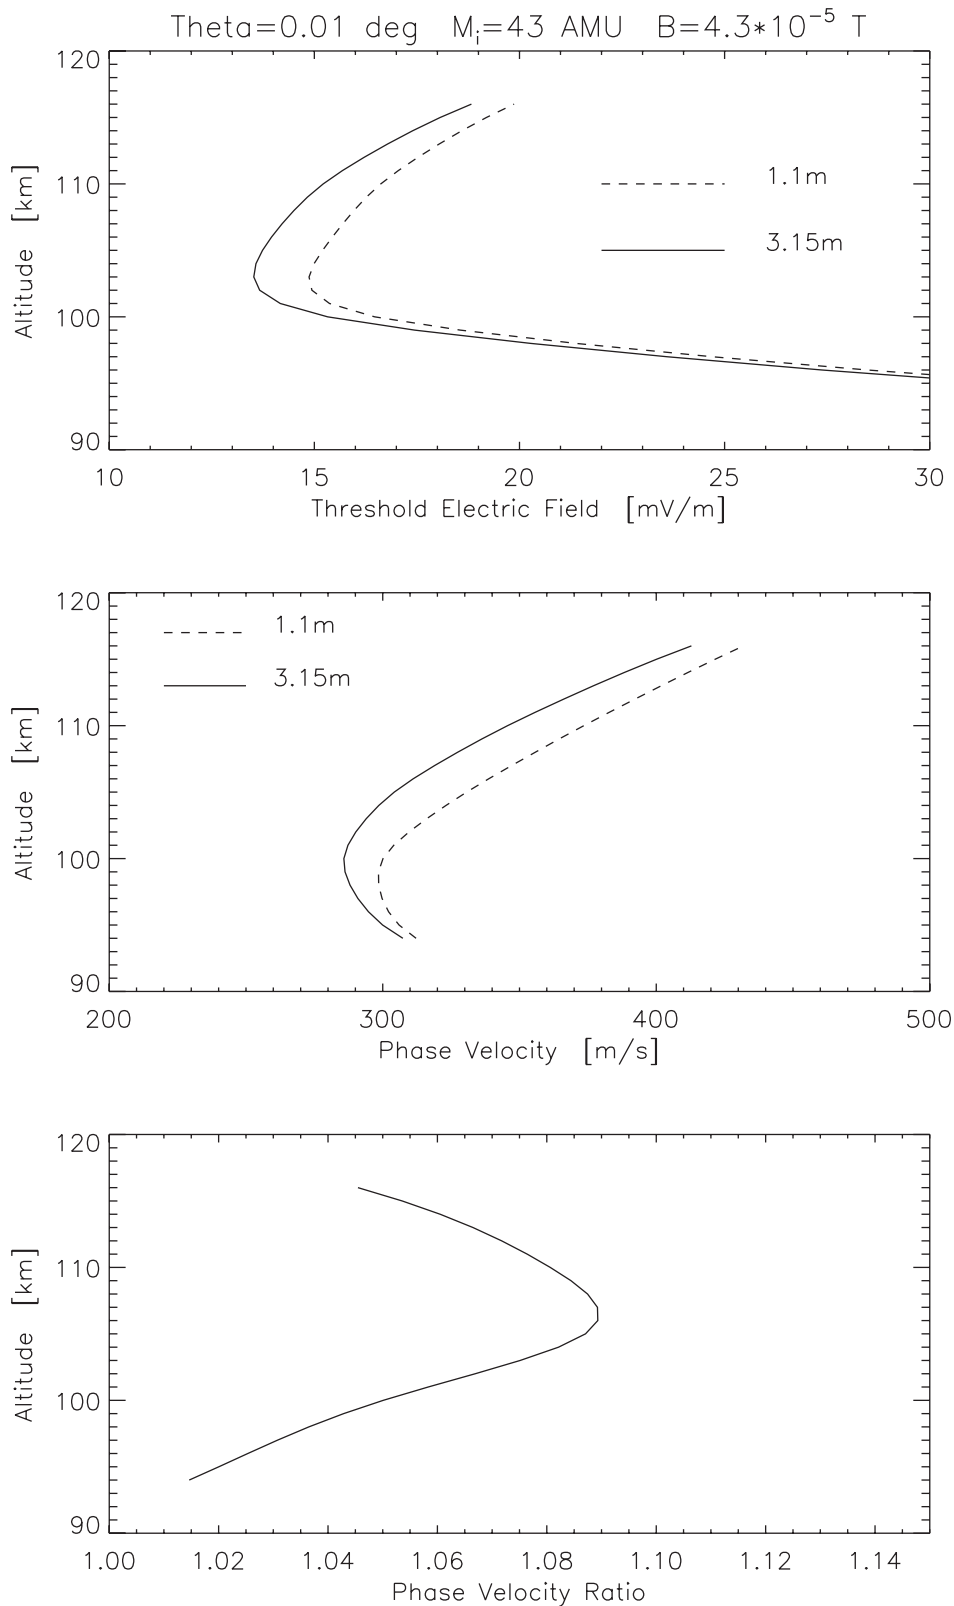 Theta=0.01 deg Mi=43 AMU B=4.3*10-5 T
120
110
100
90
Altitude [km]
1.1m
3.15m
10 15 20 25 30
Threshold Electric Field [mV/m]
120
110
100
90
Altitude [km]
1.1m
3.15m
200 300 400 500
Phase Velocity [m/s]
120
110
100
90
Altitude [km]
1.00 1.02 1.04 1.06 1.08 1.10 1.12 1.14
Phase Velocity Ratio